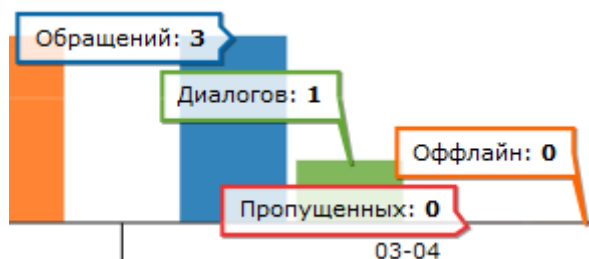 Обращений: 3
Диалогов: 1
Оффлайн: 0
Пропущенных: 0
03-04